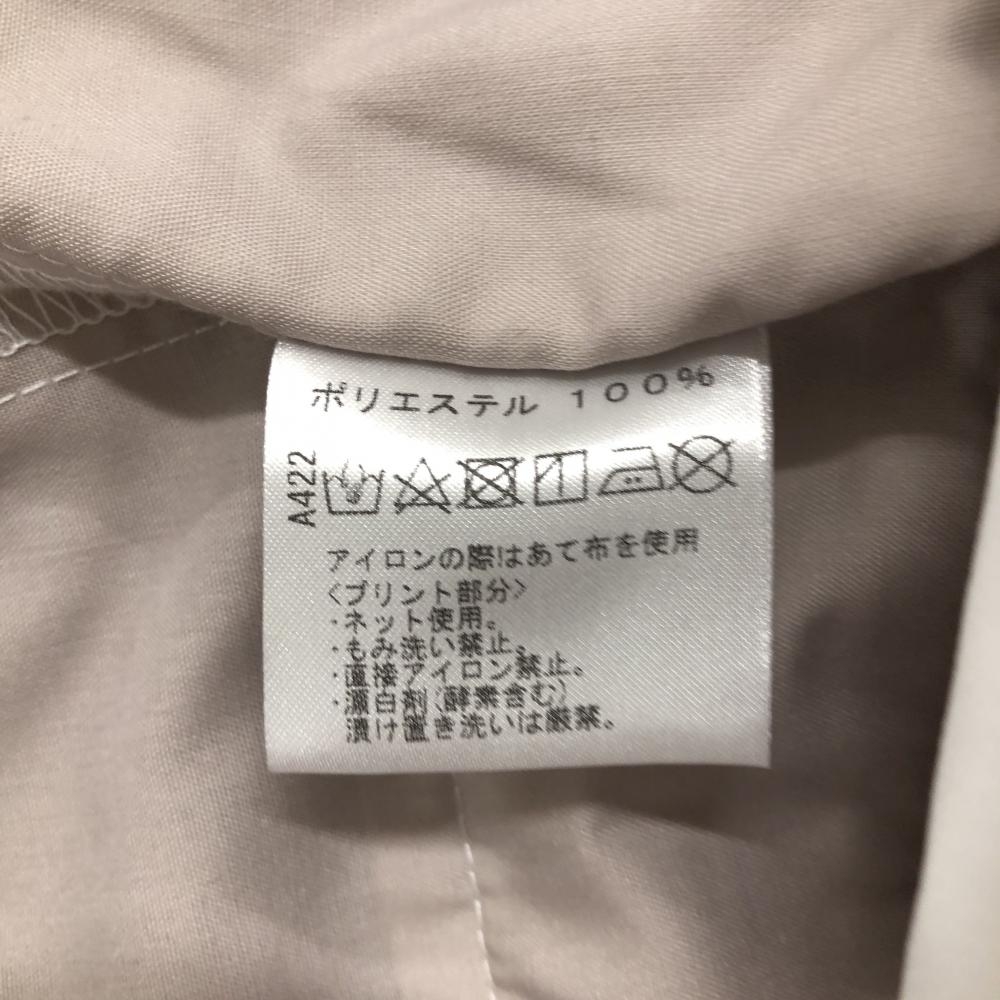 ポリエステル 100%
A422
アイロンの際はあて布を使用
<プリント部分>
・ネット使用。
・もみ洗い禁止。
・直接アイロン禁止。
・漂白剤(酵素含む)
漬け置き洗いは厳禁。